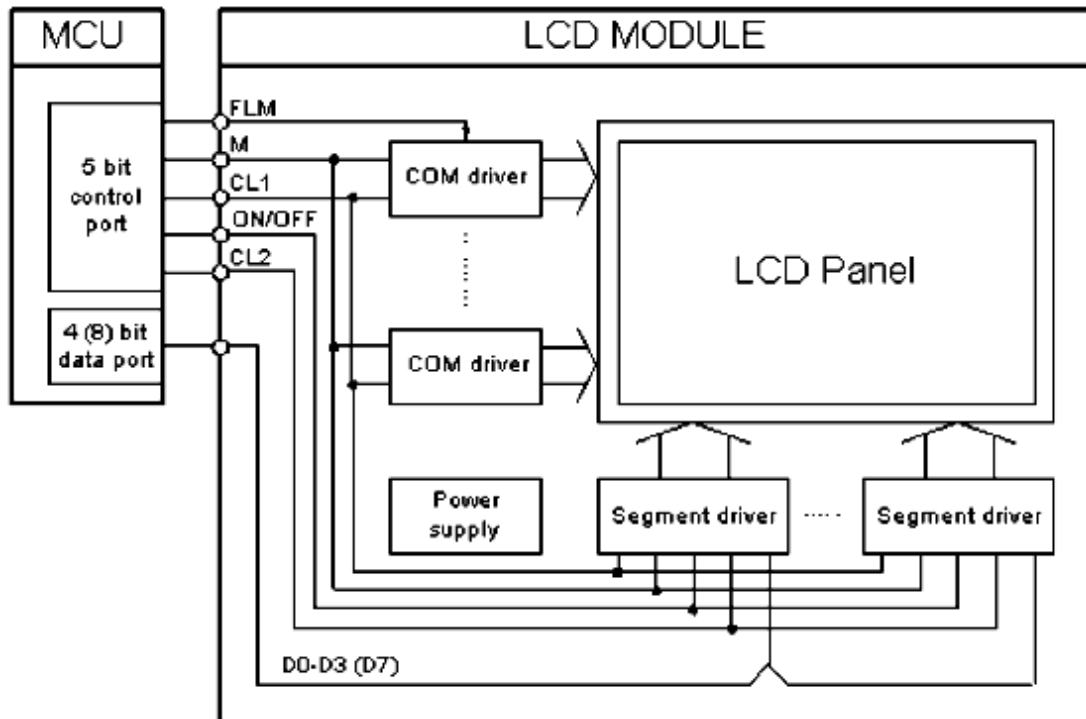 MCU
LCD MODULE
FLM
M
CL1
ON/OFF
CL2
5 bit
control
port
4 (8) bit
data port
COM driver
COM driver
LCD Panel
Power
supply
Segment driver
Segment driver
D0-D3 (D7)